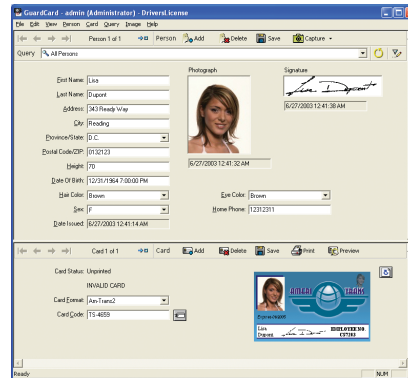 GuardCard - admin (Administrator) - DriversLicense
File Edit View Person Card Query Image Help
Person 1 of 1 Person Add Delete Save Capture
Query All Persons
Photograph Signature
First Name: Lisa
Last Name: Dupont
Address: 343 Ready Way
City: Reading
Province/State: D.C.
Postal Code/ZIP: 0132123
Height: 70
Date Of Birth: 12/31/1964 7:00:00 PM
Hair Color: Brown
Sex: F
Date Issued: 6/27/2003 12:41:14 AM
Lisa Dupont
6/27/2003 12:41:38 AM
6/27/2003 12:41:32 AM
Eye Color: Brown
Home Phone: 12312311
Card 1 of 1 Card Add Delete Save Print Preview
Card Status: Unprinted
INVALID CARD
Card Format: Am-Trans2
Card Code: TS-4659
AMERS TRANS
Lisa
Dupont
EMPLOYEE NO.
CS7263
Ready NUM